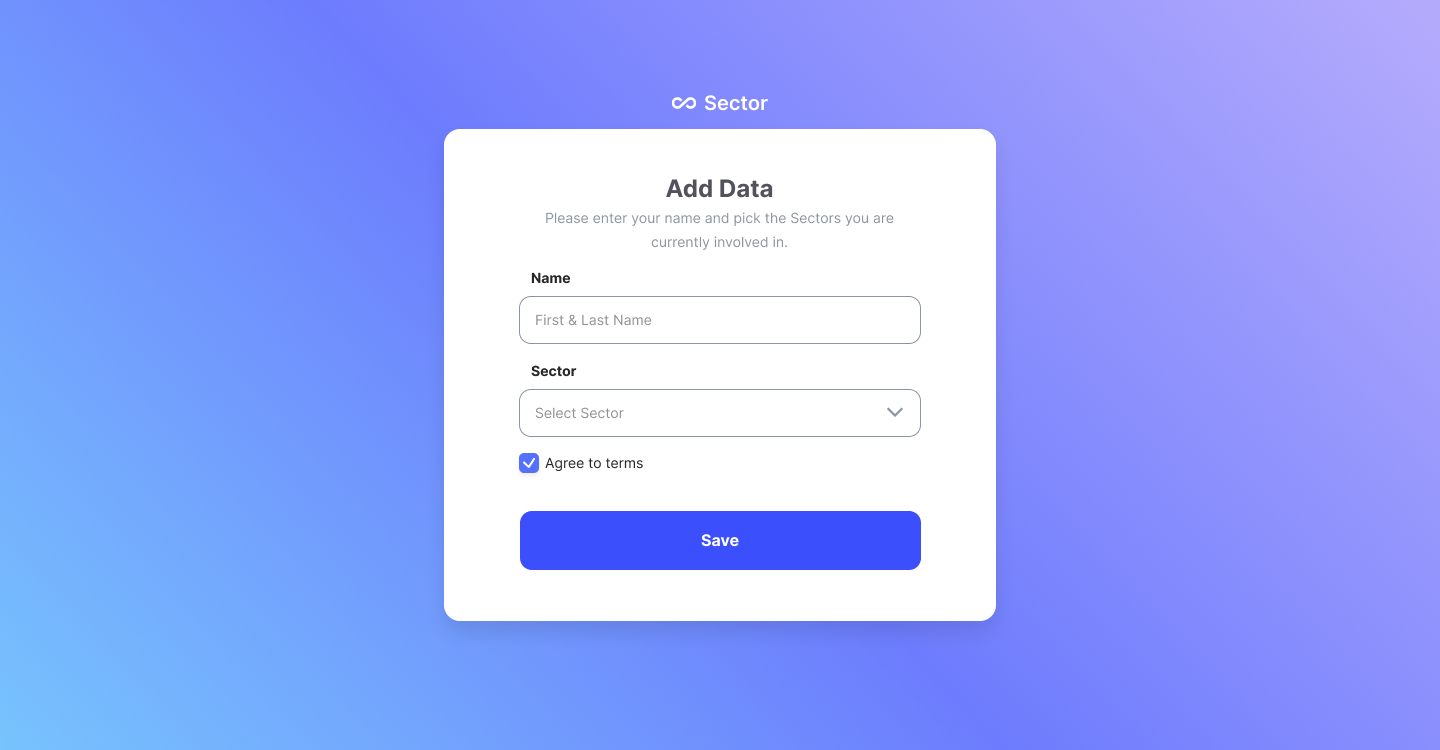 Sector
Add Data
Please enter your name and pick the Sectors you are
currently involved in.
Name
First & Last Name
Sector
Select Sector
Agree to terms
Save